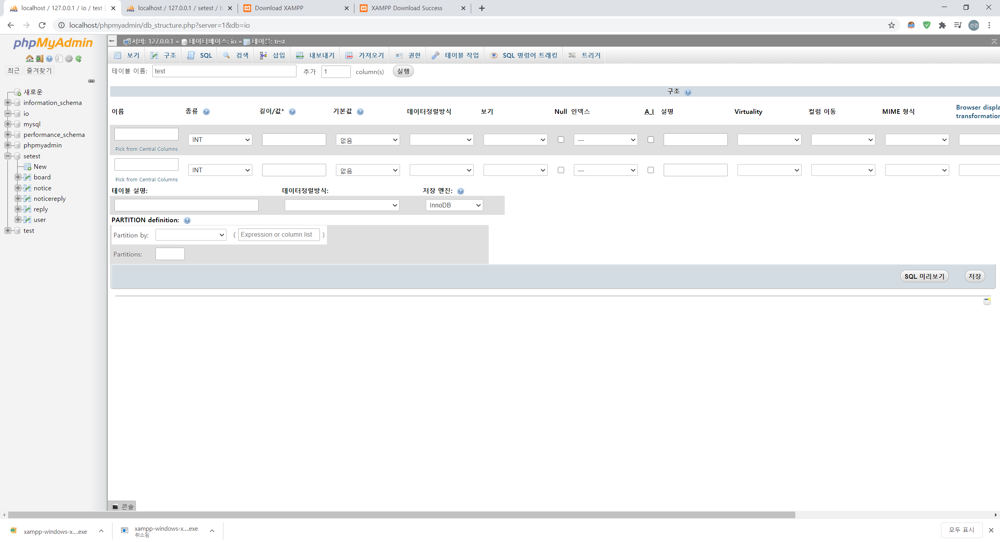 localhost / 127.0.0.1 / io / test
localhost / 127.0.0.1 / setest / b
Download XAMPP
XAMPP Download Success
localhost/phpmyadmin/db_structure.php?server=1&db=io
선권
phpMyAdmin
최근 즐겨찾기
새로운
information_schema
io
mysql
performance_schema
phpmyadmin
setest
New
board
notice
noticereply
reply
user
test
서버: 127.0.0.1 » 데이터베이스: io » 테이블: test
보기 구조 SQL 검색 삽입 내보내기 가져오기 권한 테이블 작업 SQL 명령어 트래킹 트리거
테이블 이름: test 추가 1 column(s) 실행
구조
이름 종류 길이/값* 기본값 데이터정렬방식 보기 Null 인덱스 A_I 설명 Virtuality 컬럼 이동 MIME 형식 Browser displa
transformation
INT 없음 ---
Pick from Central Columns
INT 없음 ---
Pick from Central Columns
테이블 설명: 데이터정렬방식: 저장 엔진:
InnoDB
PARTITION definition:
Partition by: ( Expression or column list )
Partitions:
SQL 미리보기 저장
콘솔
xampp-windows-x....exe
xampp-windows-x....exe
취소됨
모두 표시